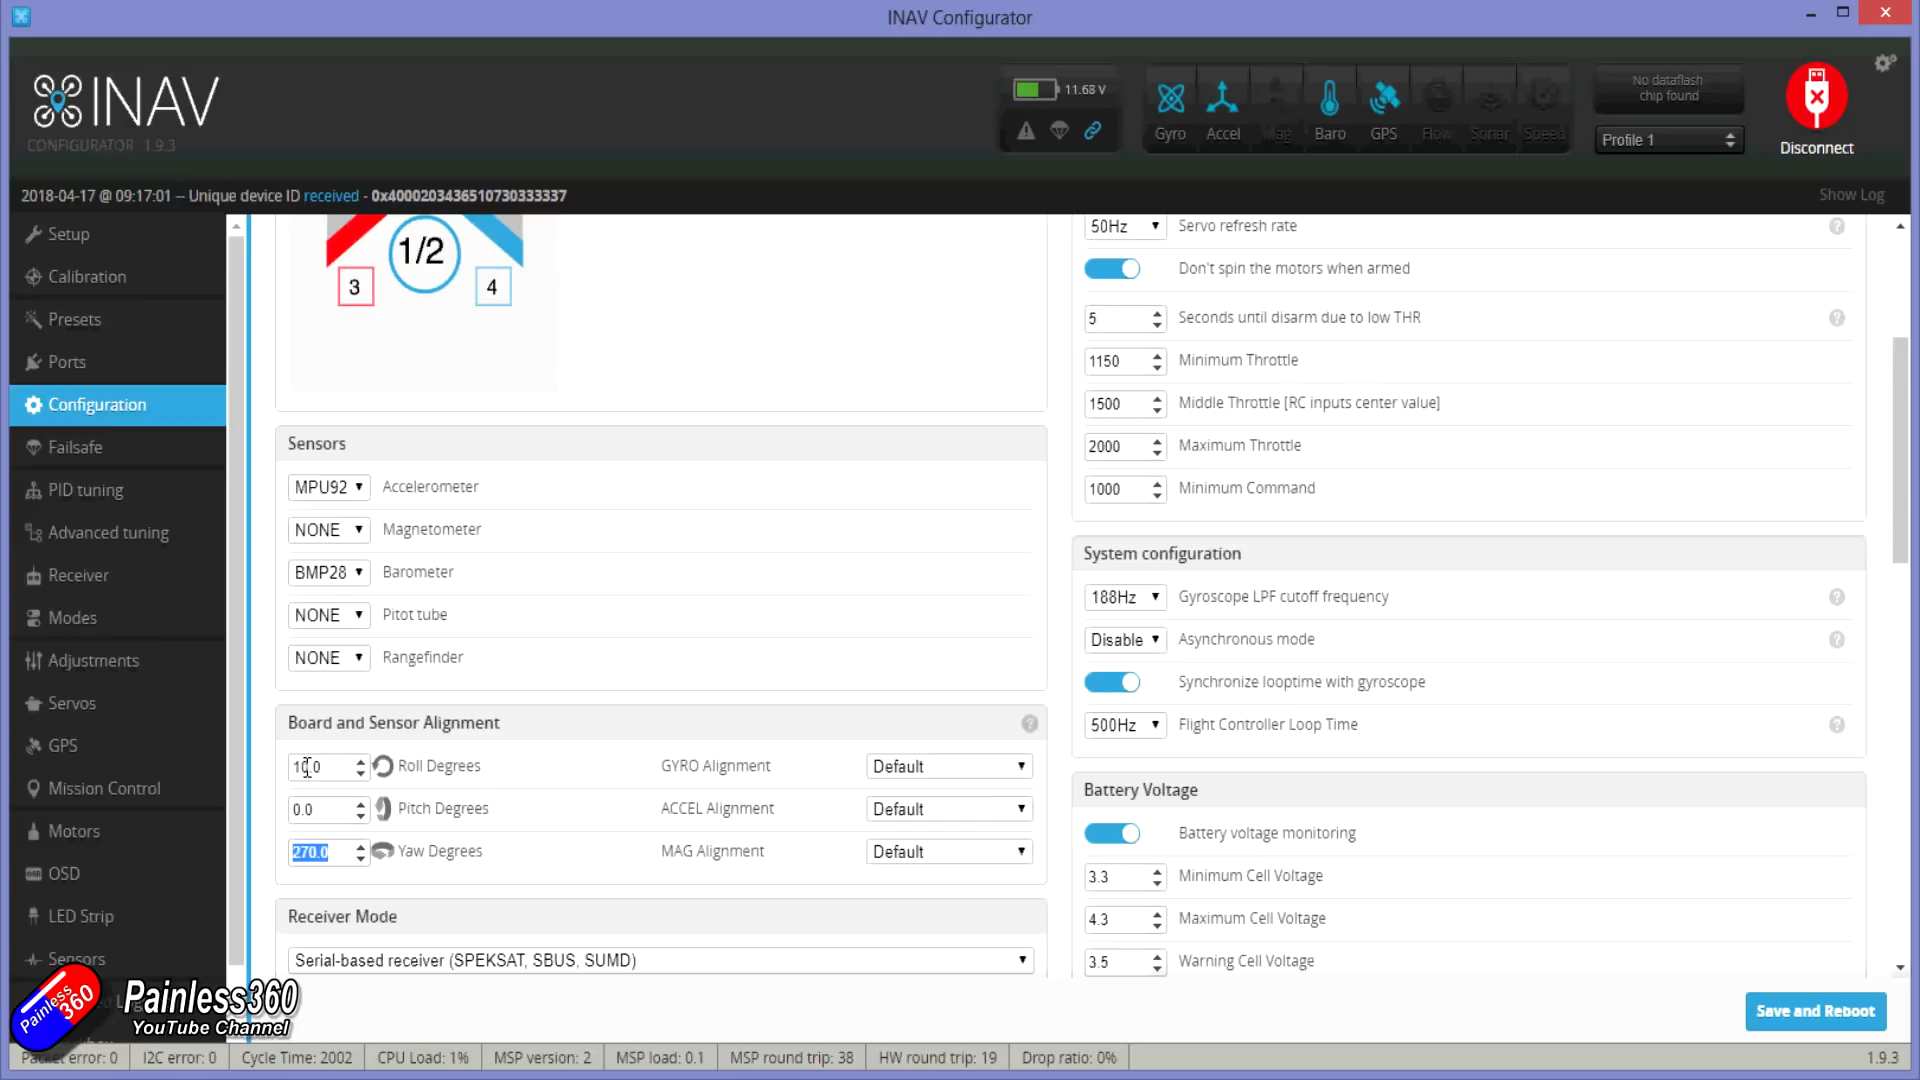 INAV Configurator
INAV
CONFIGURATOR 1.9.3
11.68 V
Gyro
Accel
Mag
Baro
GPS
Flow
Sonar
Speed
No dataflash
chip found
Profile 1
Disconnect
2018-04-17 @ 09:17:01 -- Unique device ID received - 0x4000203436510730333337
Show Log
Setup
Calibration
Presets
Ports
Configuration
Failsafe
PID tuning
Advanced tuning
Receiver
Modes
Adjustments
Servos
GPS
Mission Control
Motors
OSD
LED Strip
Sensors
1/2
3
4
Sensors
MPU92 Accelerometer
NONE Magnetometer
BMP28 Barometer
NONE Pitot tube
NONE Rangefinder
Board and Sensor Alignment
Roll Degrees GYRO Alignment Default
0.0 Pitch Degrees ACCEL Alignment Default
270.0 Yaw Degrees MAG Alignment Default
Receiver Mode
Serial-based receiver (SPEKSAT, SBUS, SUMD)
50Hz Servo refresh rate
Don't spin the motors when armed
5 Seconds until disarm due to low THR
1150 Minimum Throttle
1500 Middle Throttle [RC inputs center value]
2000 Maximum Throttle
1000 Minimum Command
System configuration
188Hz Gyroscope LPF cutoff frequency
Disable Asynchronous mode
Synchronize looptime with gyroscope
500Hz Flight Controller Loop Time
Battery Voltage
Battery voltage monitoring
3.3 Minimum Cell Voltage
4.3 Maximum Cell Voltage
3.5 Warning Cell Voltage
Save and Reboot
Painless
360
Painless360
YouTube Channel
Packet error: 0
I2C error: 0
Cycle Time: 2002
CPU Load: 1%
MSP version: 2
MSP load: 0.1
MSP round trip: 38
HW round trip: 19
Drop ratio: 0%
1.9.3